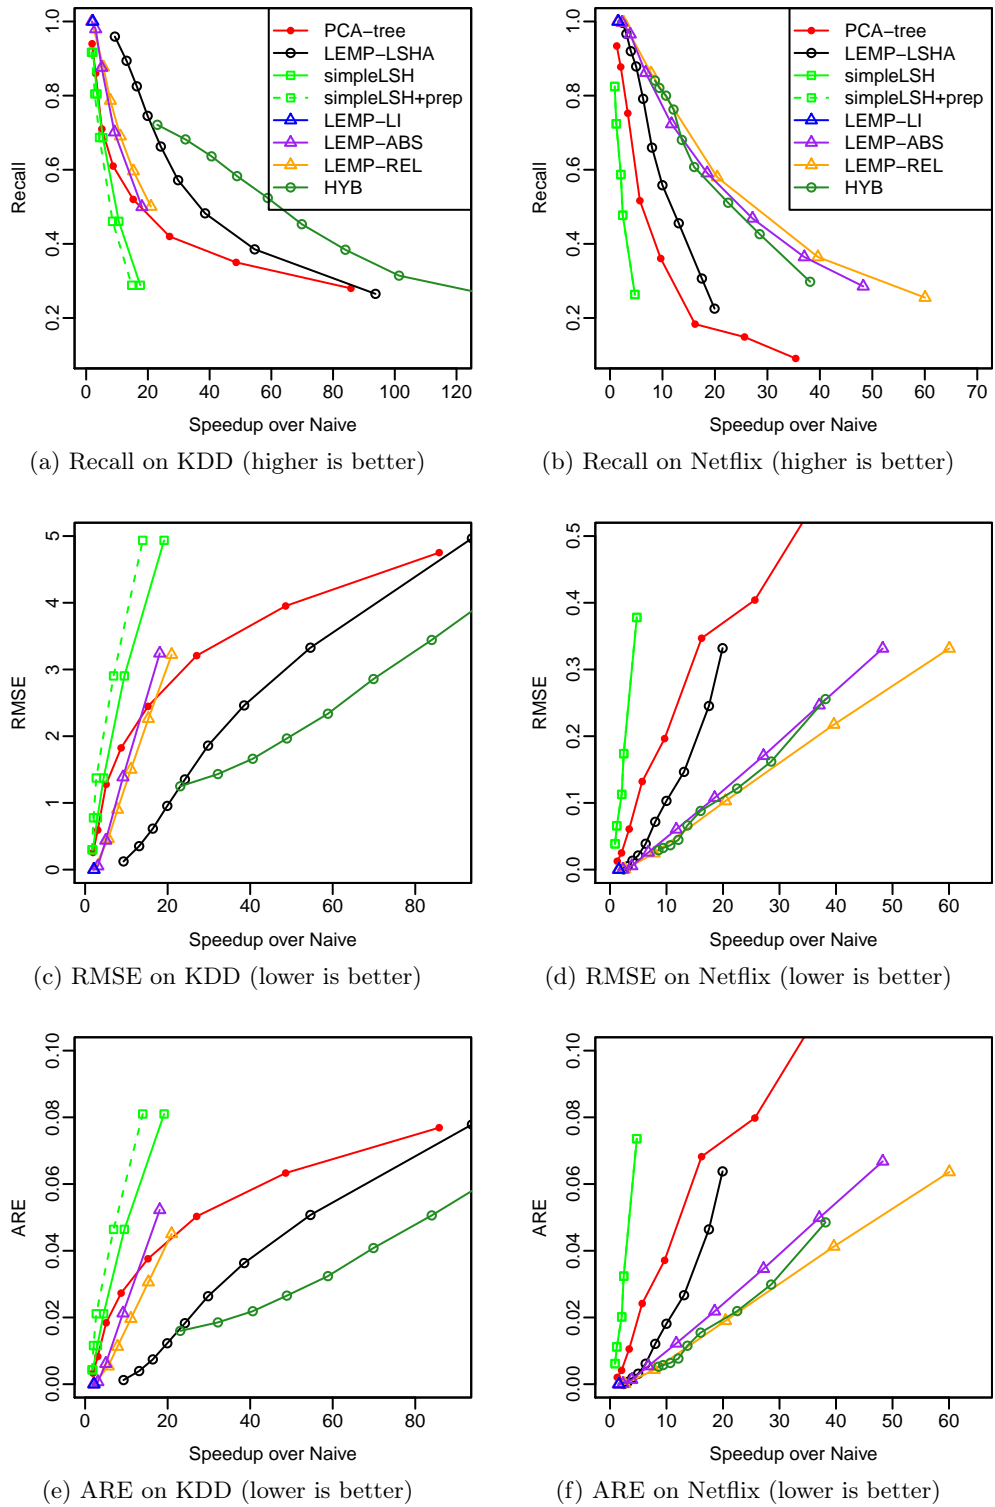 Recall
0.2 0.4 0.6 0.8 1.0
PCA−tree
LEMP−LSHA
simpleLSH
simpleLSH+prep
LEMP−LI
LEMP−ABS
LEMP−REL
HYB
0 20 40 60 80 100 120
Speedup over Naive
(a) Recall on KDD (higher is better)
Recall
0.2 0.4 0.6 0.8 1.0
PCA−tree
LEMP−LSHA
simpleLSH
simpleLSH+prep
LEMP−LI
LEMP−ABS
LEMP−REL
HYB
0 10 20 30 40 50 60 70
Speedup over Naive
(b) Recall on Netflix (higher is better)
RMSE
0 1 2 3 4 5
0 20 40 60 80
Speedup over Naive
(c) RMSE on KDD (lower is better)
RMSE
0.0 0.1 0.2 0.3 0.4 0.5
0 10 20 30 40 50 60
Speedup over Naive
(d) RMSE on Netflix (lower is better)
ARE
0.00 0.02 0.04 0.06 0.08 0.10
0 20 40 60 80
Speedup over Naive
(e) ARE on KDD (lower is better)
ARE
0.00 0.02 0.04 0.06 0.08 0.10
0 10 20 30 40 50 60
Speedup over Naive
(f) ARE on Netflix (lower is better)